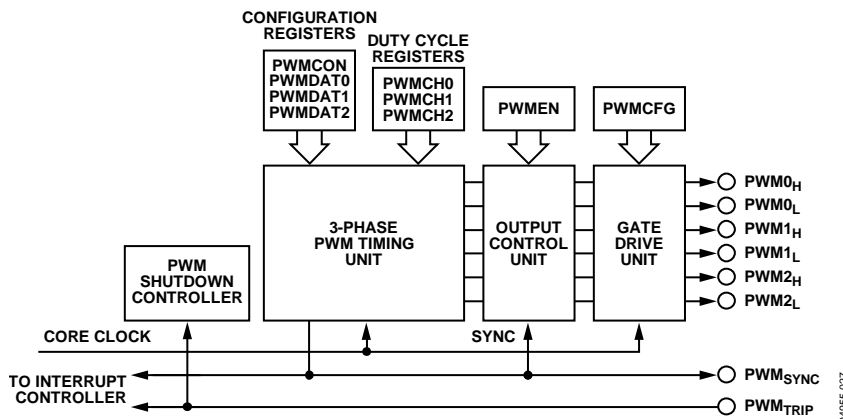 CONFIGURATION
REGISTERS
DUTY CYCLE
REGISTERS
PWMCON
PWMDAT0
PWMDAT1
PWMDAT2
PWMCH0
PWMCH1
PWMCH2
PWMEN
PWMCFG
3-PHASE
PWM TIMING
UNIT
OUTPUT
CONTROL
UNIT
GATE
DRIVE
UNIT
PWM0H
PWM0L
PWM1H
PWM1L
PWM2H
PWM2L
PWM
SHUTDOWN
CONTROLLER
CORE CLOCK
SYNC
TO INTERRUPT
CONTROLLER
PWMSYNC
PWMTRIP